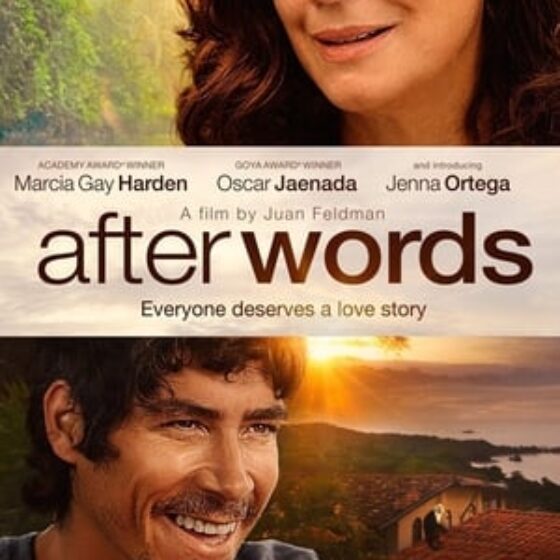 ACADEMY AWARD® WINNER GOYA AWARD® WINNER and introducing
Marcia Gay Harden Oscar Jaenada Jenna Ortega
A film by Juan Feldman
after words
Everyone deserves a love story